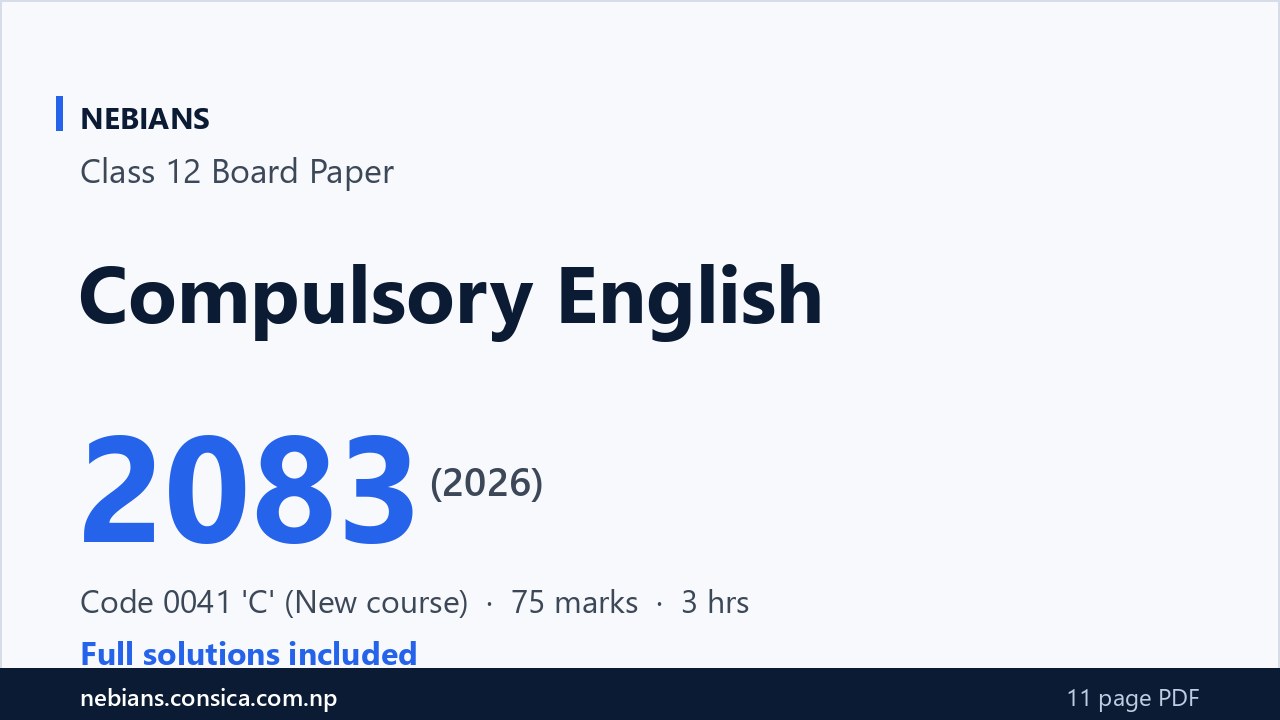 NEBIANS
Class 12 Board Paper
Compulsory English
2083 (2026)
Code 0041 'C' (New course) · 75 marks · 3 hrs
Full solutions included
nebians.consica.com.np
11 page PDF